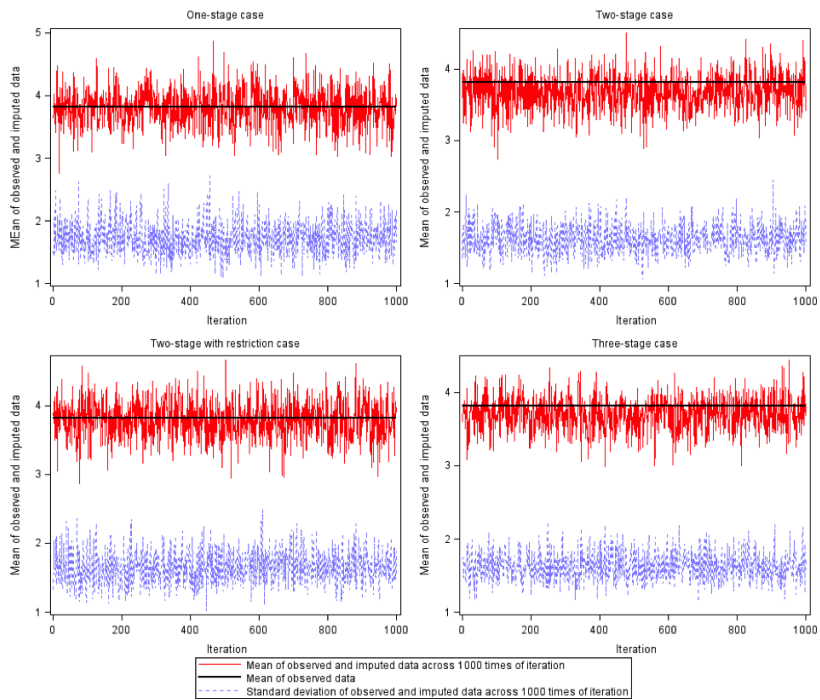 One-stage case
MEan of observed and imputed data
5
4
3
2
1
0
200
400
600
800
1000
Iteration
Two-stage case
Mean of observed and imputed data
4
3
2
1
0
200
400
600
800
1000
Iteration
Two-stage with restriction case
Mean of observed and imputed data
4
3
2
1
0
200
400
600
800
1000
Iteration
Three-stage case
Mean of observed and imputed data
4
3
2
1
0
200
400
600
800
1000
Iteration
Mean of observed and imputed data across 1000 times of iteration
Mean of observed data
Standard deviation of observed and imputed data across 1000 times of iteration